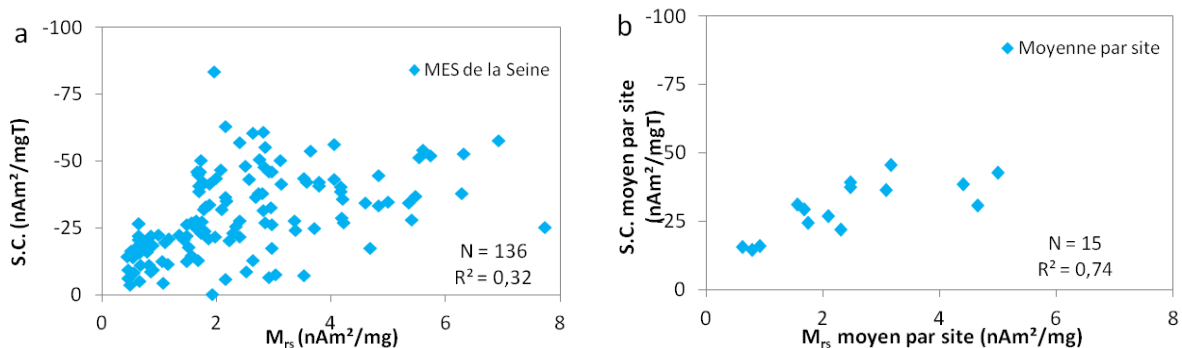 a
-100
-75
-50
-25
0
S.C. (nAm²/mgT)
MES de la Seine
N = 136
R² = 0,32
0 2 4 6 8
Mrs (nAm²/mg)
b
-100
-75
-50
-25
0
S.C. moyen par site
(nAm²/mgT)
Moyenne par site
N = 15
R² = 0,74
0 2 4 6 8
Mrs moyen par site (nAm²/mg)